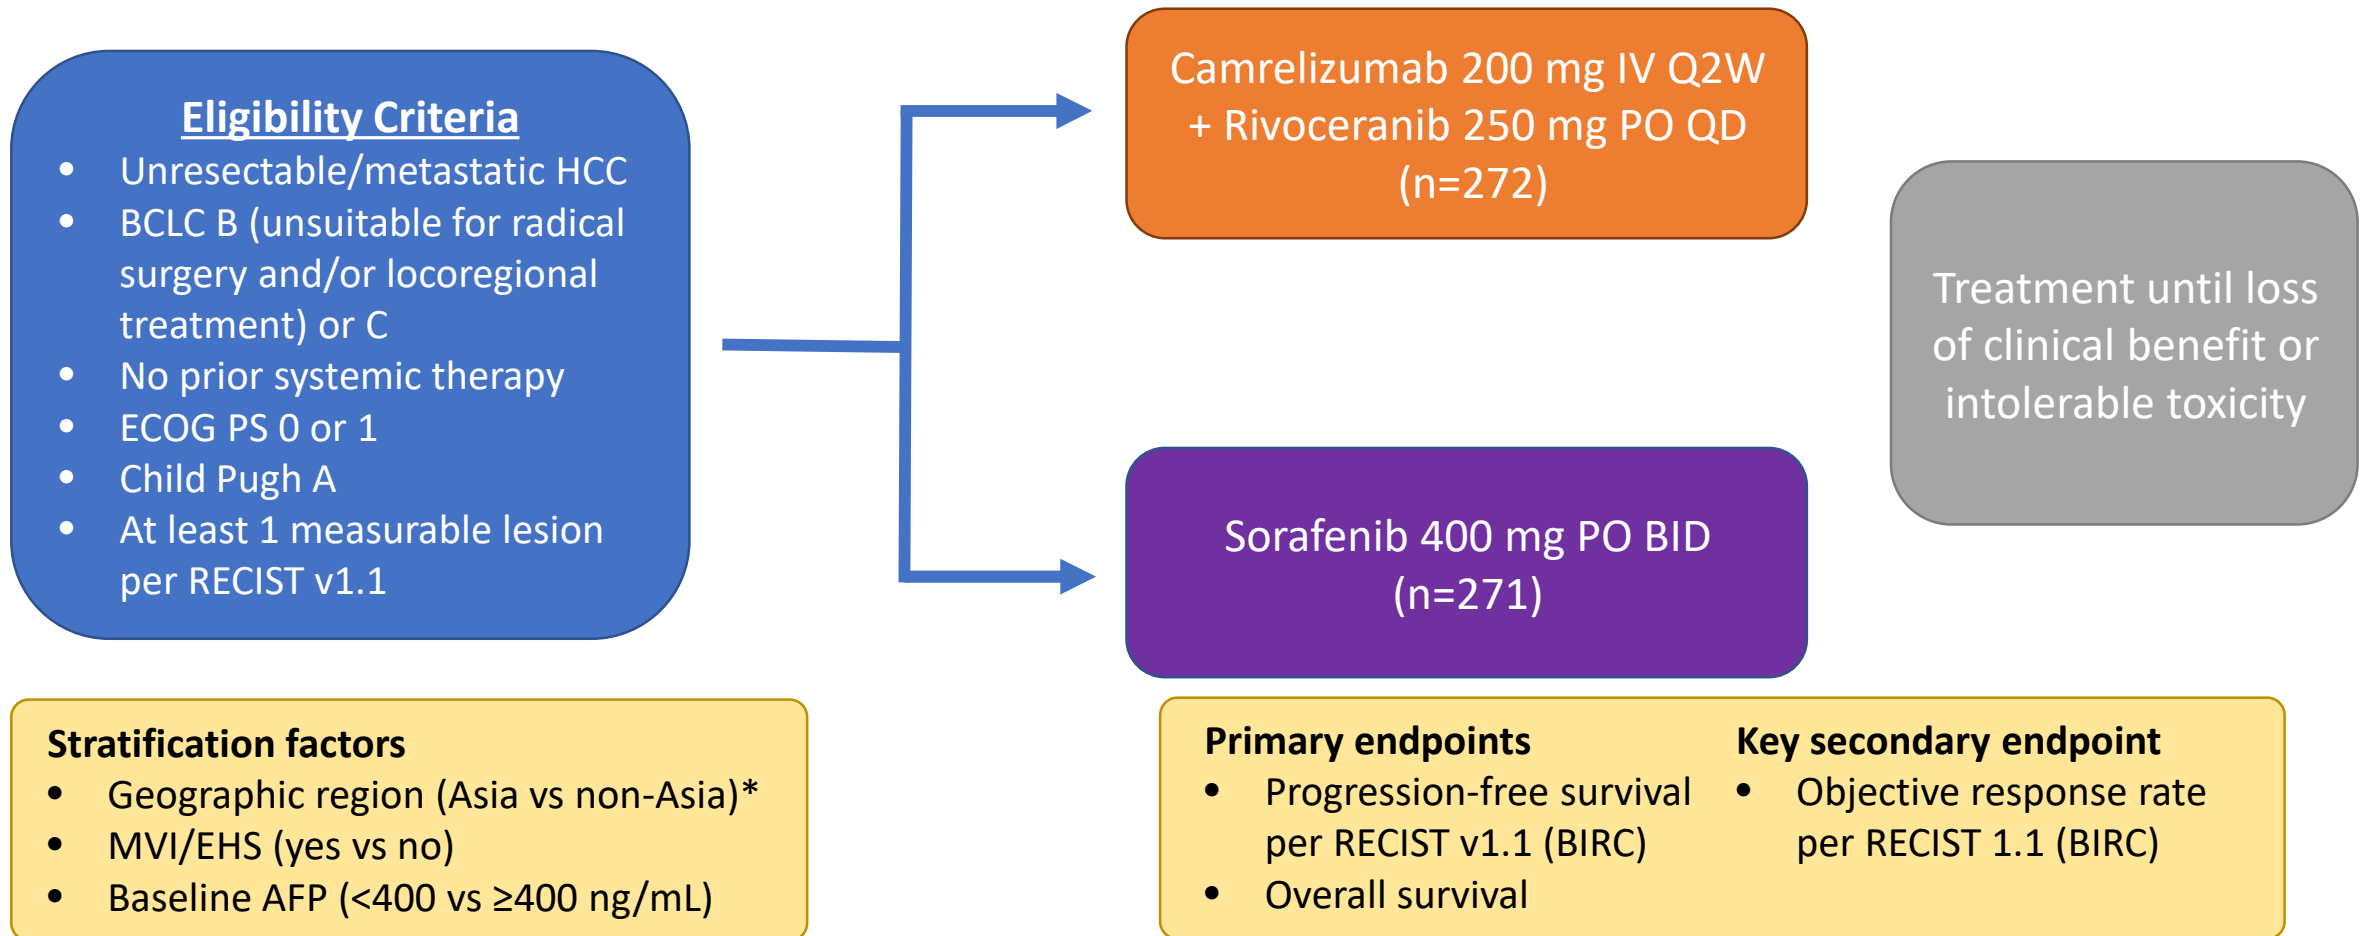 Eligibility Criteria
• Unresectable/metastatic HCC
• BCLC B (unsuitable for radical
surgery and/or locoregional
treatment) or C
• No prior systemic therapy
• ECOG PS 0 or 1
• Child Pugh A
• At least 1 measurable lesion
per RECIST v1.1
Camrelizumab 200 mg IV Q2W
+ Rivoceranib 250 mg PO QD
(n=272)
Sorafenib 400 mg PO BID
(n=271)
Treatment until loss
of clinical benefit or
intolerable toxicity
Stratification factors
• Geographic region (Asia vs non-Asia)*
• MVI/EHS (yes vs no)
• Baseline AFP (<400 vs ≥400 ng/mL)
Primary endpoints
• Progression-free survival
per RECIST v1.1 (BIRC)
• Overall survival
Key secondary endpoint
• Objective response rate
per RECIST 1.1 (BIRC)